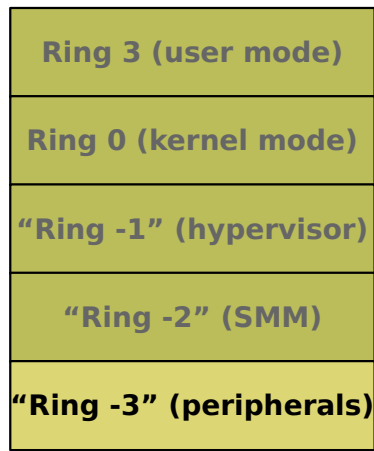 Ring 3 (user mode)
Ring 0 (kernel mode)
“Ring -1” (hypervisor)
“Ring -2” (SMM)
“Ring -3” (peripherals)